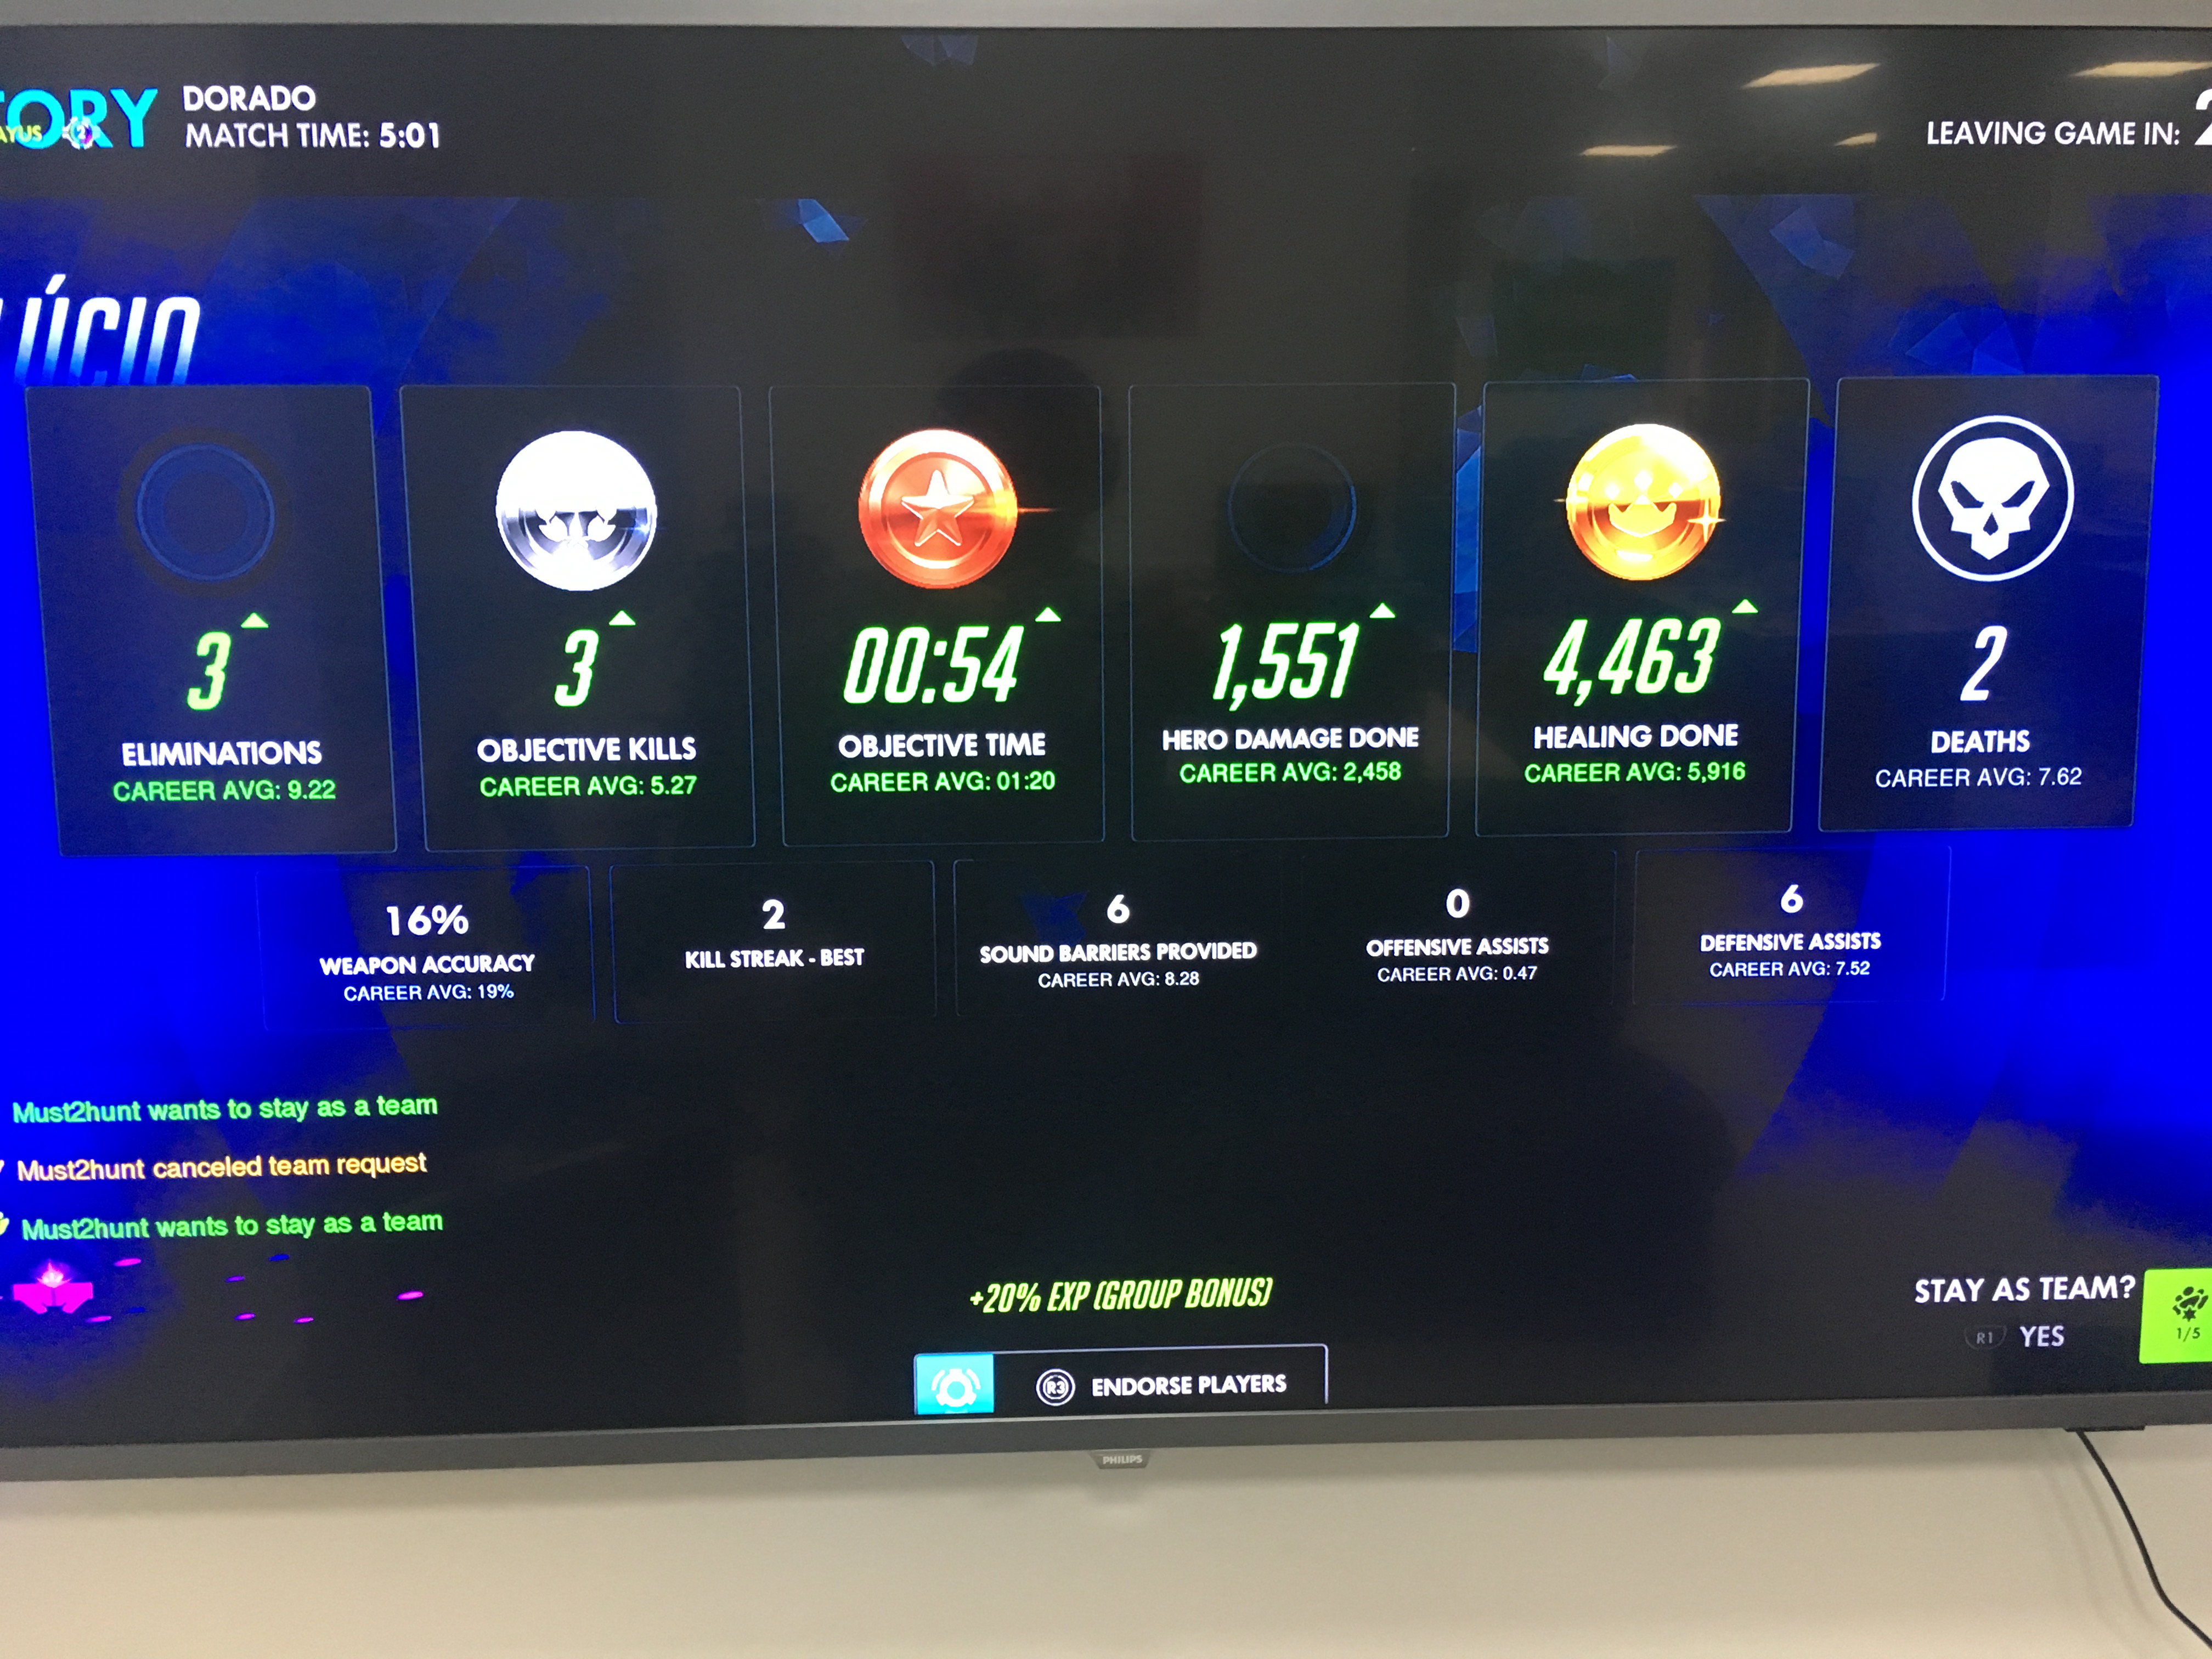 TORY
AYUS
2
DORADO
MATCH TIME: 5:01
LEAVING GAME IN: 2
LÚCIO
3
ELIMINATIONS
CAREER AVG: 9.22
3
OBJECTIVE KILLS
CAREER AVG: 5.27
00:54
OBJECTIVE TIME
CAREER AVG: 01:20
1,551
HERO DAMAGE DONE
CAREER AVG: 2,458
4,463
HEALING DONE
CAREER AVG: 5,916
2
DEATHS
CAREER AVG: 7.62
16%
WEAPON ACCURACY
CAREER AVG: 19%
2
KILL STREAK - BEST
6
SOUND BARRIERS PROVIDED
CAREER AVG: 8.28
0
OFFENSIVE ASSISTS
CAREER AVG: 0.47
6
DEFENSIVE ASSISTS
CAREER AVG: 7.52
Must2hunt wants to stay as a team
Must2hunt canceled team request
Must2hunt wants to stay as a team
+20% EXP (GROUP BONUS)
STAY AS TEAM?
R1 YES
1/5
R3 ENDORSE PLAYERS
PHILIPS